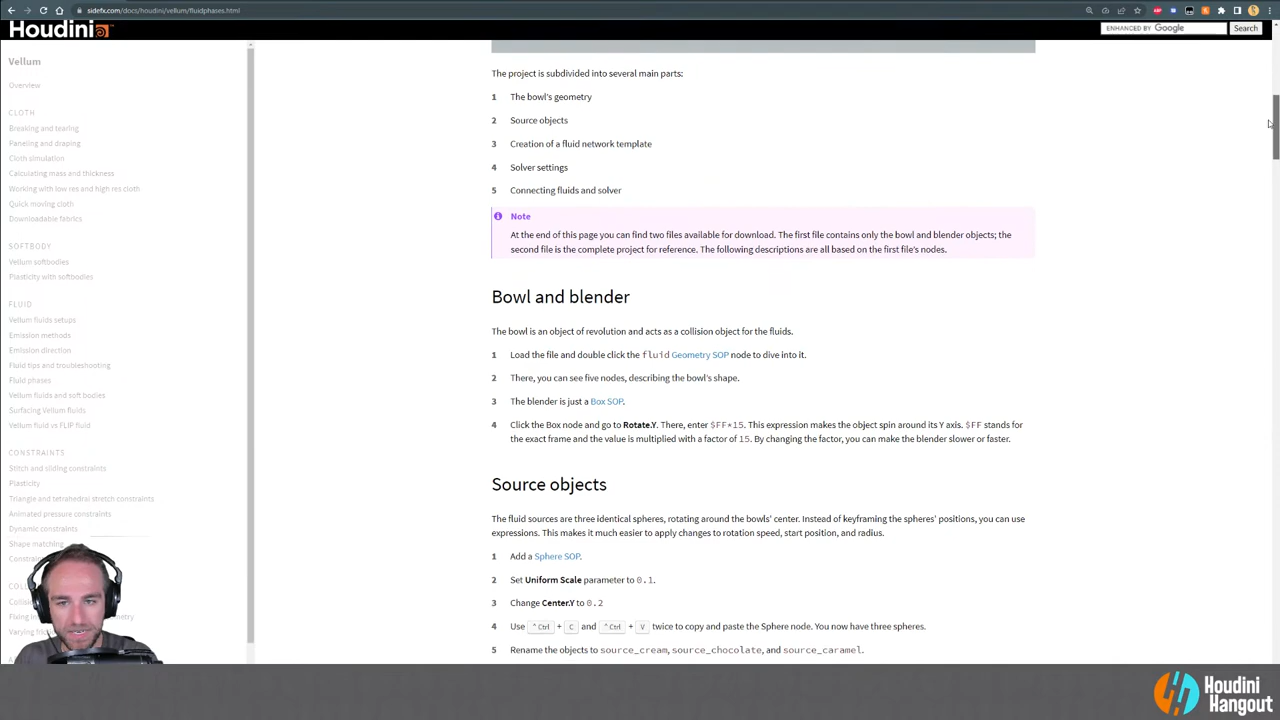 sidefx.com/docs/houdini/vellum/fluidphases.html
Houdini
ENHANCED BY Google
Search
Vellum
Overview
CLOTH
Breaking and tearing
Paneling and draping
Cloth simulation
Calculating mass and thickness
Working with low res and high res cloth
Quick moving cloth
Downloadable fabrics
SOFTBODY
Vellum softbodies
Plasticity with softbodies
FLUID
Vellum fluids setups
Emission methods
Emission direction
Fluid tips and troubleshooting
Fluid phases
Vellum fluids and soft bodies
Surfacing Vellum fluids
Vellum fluid vs FLIP fluid
CONSTRAINTS
Stitch and sliding constraints
Plasticity
Triangle and tetrahedral stretch constraints
Animated pressure constraints
Dynamic constraints
Shape matching
The project is subdivided into several main parts:
1 The bowl's geometry
2 Source objects
3 Creation of a fluid network template
4 Solver settings
5 Connecting fluids and solver
Note
At the end of this page you can find two files available for download. The first file contains only the bowl and blender objects; the
second file is the complete project for reference. The following descriptions are all based on the first file's nodes.
Bowl and blender
The bowl is an object of revolution and acts as a collision object for the fluids.
1 Load the file and double click the fluid Geometry SOP node to dive into it.
2 There, you can see five nodes, describing the bowl's shape.
3 The blender is just a Box SOP.
4 Click the Box node and go to Rotate.Y. There, enter $FF*15. This expression makes the object spin around its Y axis. $FF stands for
the exact frame and the value is multiplied with a factor of 15. By changing the factor, you can make the blender slower or faster.
Source objects
The fluid sources are three identical spheres, rotating around the bowls' center. Instead of keyframing the spheres' positions, you can use
expressions. This makes it much easier to apply changes to rotation speed, start position, and radius.
1 Add a Sphere SOP.
2 Set Uniform Scale parameter to 0.1.
3 Change Center.Y to 0.2
4 Use ^Ctrl + C and ^Ctrl + V twice to copy and paste the Sphere node. You now have three spheres.
5 Rename the objects to source_cream, source_chocolate, and source_caramel.
Houdini
Hangout